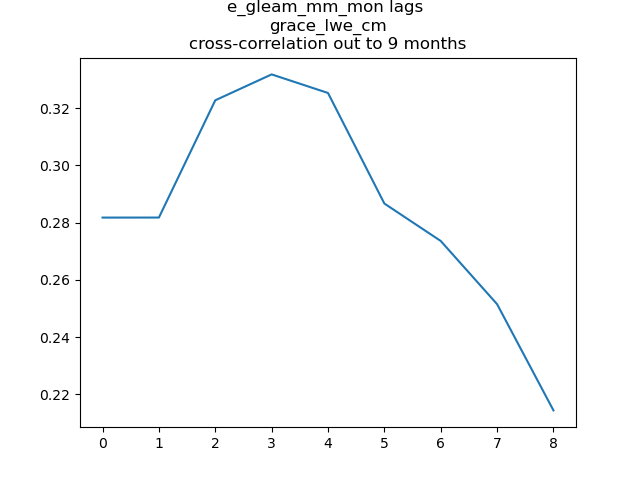 e_gleam_mm_mon lags
grace_lwe_cm
cross-correlation out to 9 months
0.32
0.30
0.28
0.26
0.24
0.22
0 1 2 3 4 5 6 7 8